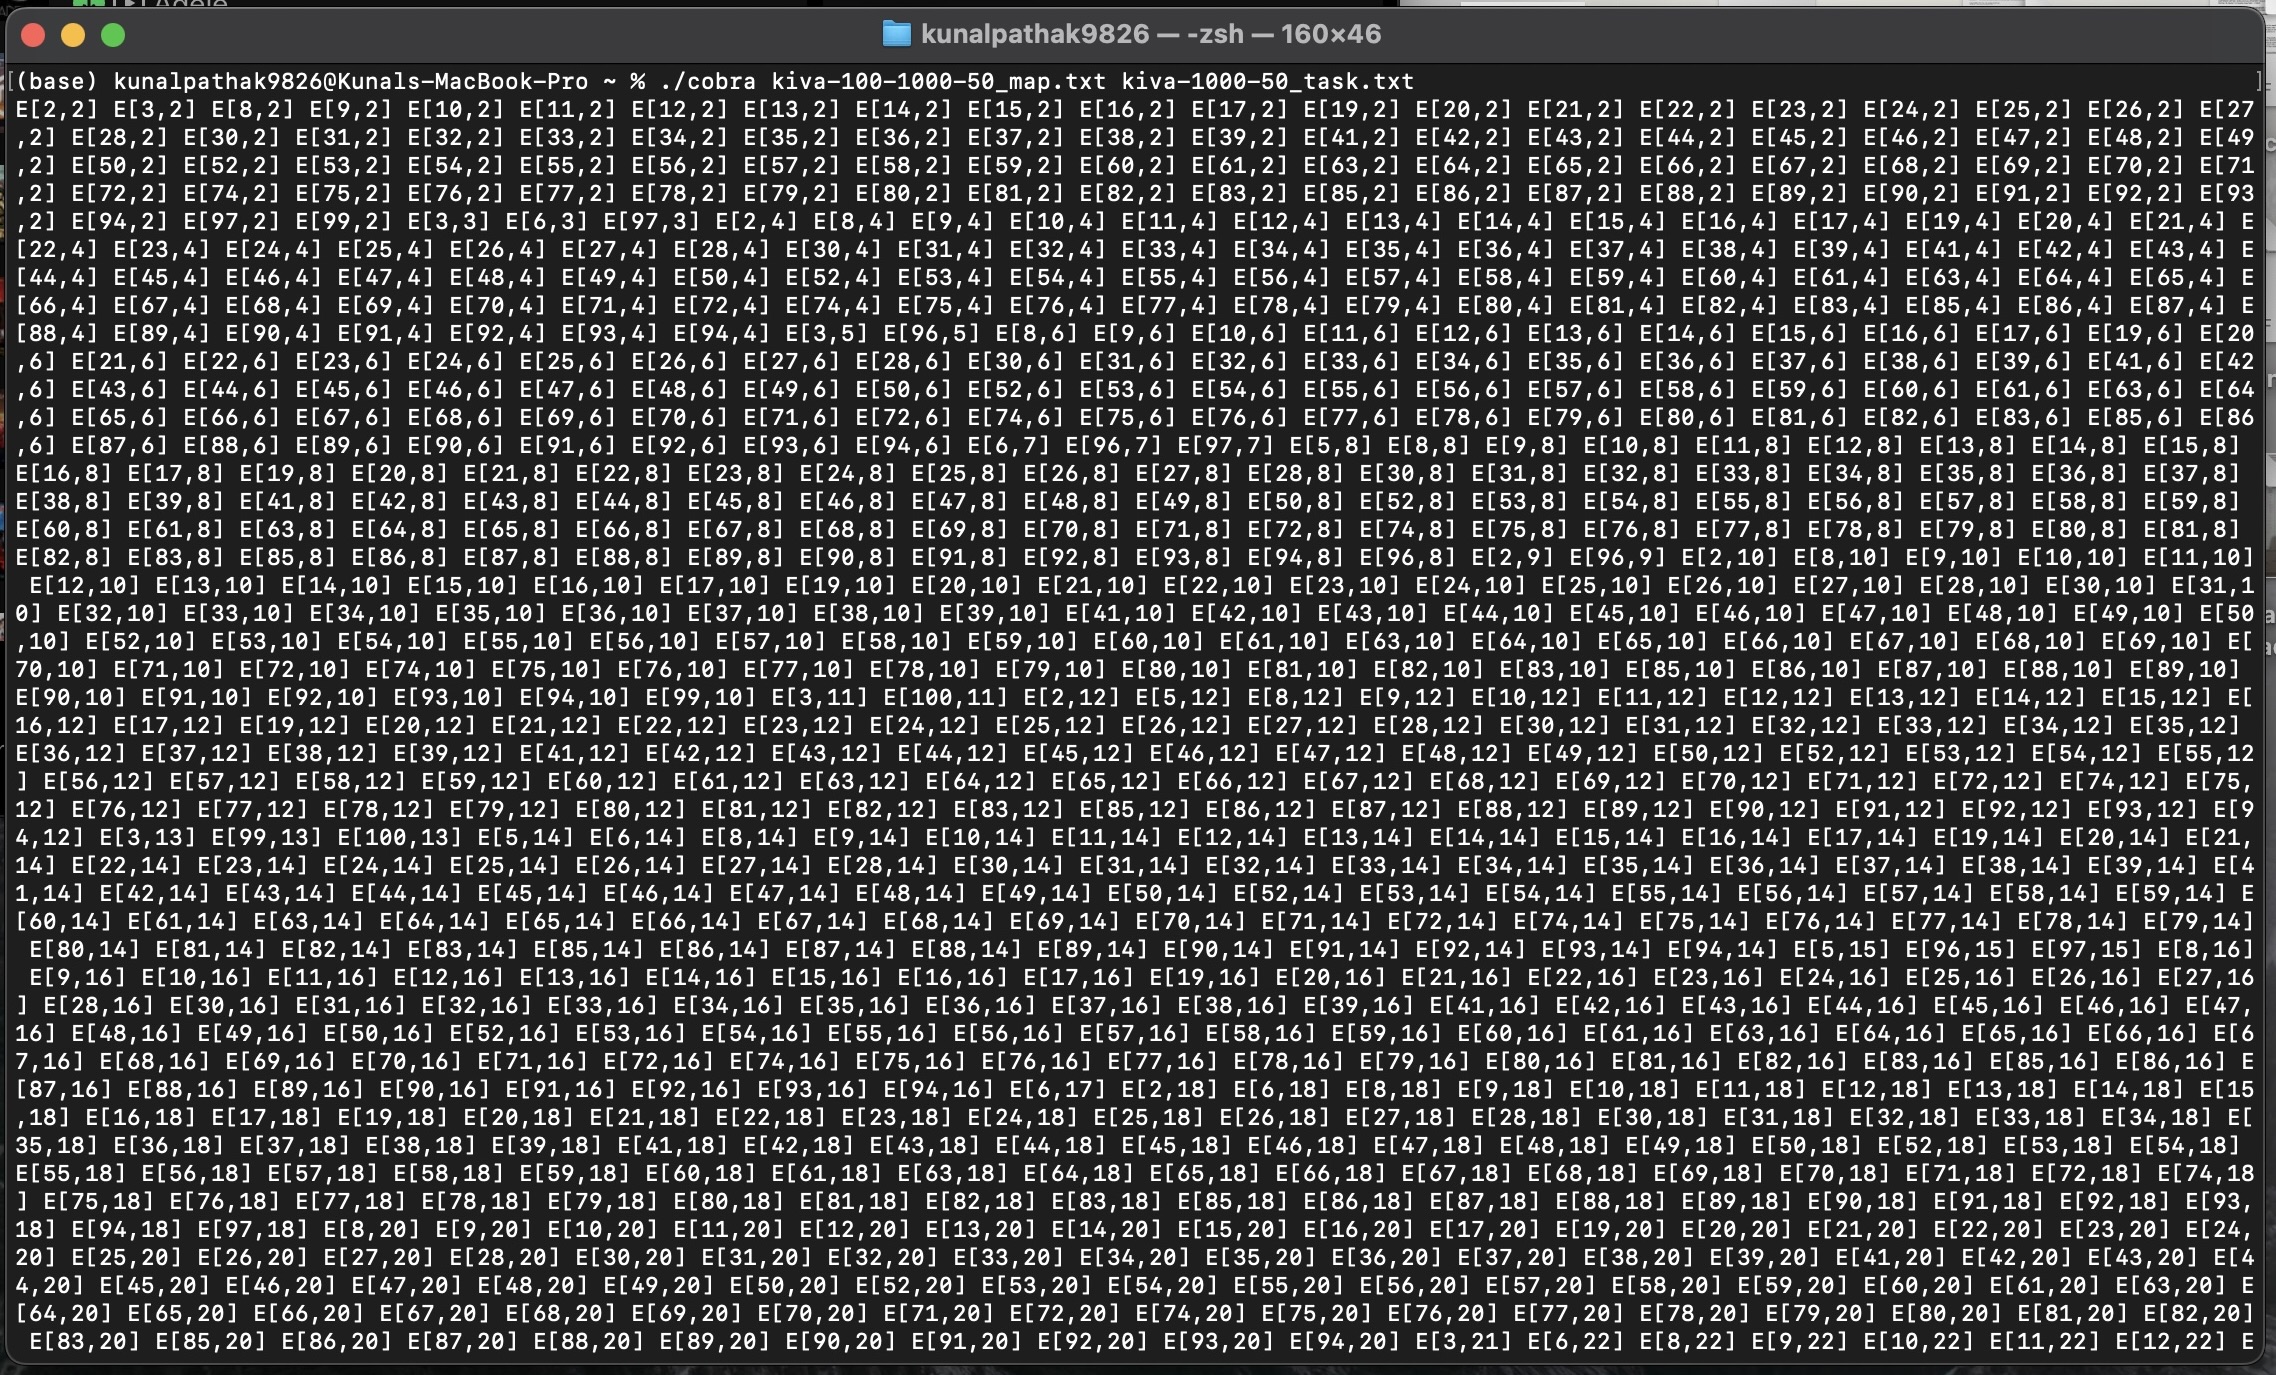 Adele
kunalpathak9826 — -zsh — 160×46
(base) kunalpathak9826@Kunals-MacBook-Pro ~ % ./cobra kiva-100-1000-50_map.txt kiva-1000-50_task.txt
E[2,2] E[3,2] E[8,2] E[9,2] E[10,2] E[11,2] E[12,2] E[13,2] E[14,2] E[15,2] E[16,2] E[17,2] E[19,2] E[20,2] E[21,2] E[22,2] E[23,2] E[24,2] E[25,2] E[26,2] E[27
,2] E[28,2] E[30,2] E[31,2] E[32,2] E[33,2] E[34,2] E[35,2] E[36,2] E[37,2] E[38,2] E[39,2] E[41,2] E[42,2] E[43,2] E[44,2] E[45,2] E[46,2] E[47,2] E[48,2] E[49
,2] E[50,2] E[52,2] E[53,2] E[54,2] E[55,2] E[56,2] E[57,2] E[58,2] E[59,2] E[60,2] E[61,2] E[63,2] E[64,2] E[65,2] E[66,2] E[67,2] E[68,2] E[69,2] E[70,2] E[71
,2] E[72,2] E[74,2] E[75,2] E[76,2] E[77,2] E[78,2] E[79,2] E[80,2] E[81,2] E[82,2] E[83,2] E[85,2] E[86,2] E[87,2] E[88,2] E[89,2] E[90,2] E[91,2] E[92,2] E[93
,2] E[94,2] E[97,2] E[99,2] E[3,3] E[6,3] E[97,3] E[2,4] E[8,4] E[9,4] E[10,4] E[11,4] E[12,4] E[13,4] E[14,4] E[15,4] E[16,4] E[17,4] E[19,4] E[20,4] E[21,4] E
[22,4] E[23,4] E[24,4] E[25,4] E[26,4] E[27,4] E[28,4] E[30,4] E[31,4] E[32,4] E[33,4] E[34,4] E[35,4] E[36,4] E[37,4] E[38,4] E[39,4] E[41,4] E[42,4] E[43,4] E
[44,4] E[45,4] E[46,4] E[47,4] E[48,4] E[49,4] E[50,4] E[52,4] E[53,4] E[54,4] E[55,4] E[56,4] E[57,4] E[58,4] E[59,4] E[60,4] E[61,4] E[63,4] E[64,4] E[65,4] E
[66,4] E[67,4] E[68,4] E[69,4] E[70,4] E[71,4] E[72,4] E[74,4] E[75,4] E[76,4] E[77,4] E[78,4] E[79,4] E[80,4] E[81,4] E[82,4] E[83,4] E[85,4] E[86,4] E[87,4] E
[88,4] E[89,4] E[90,4] E[91,4] E[92,4] E[93,4] E[94,4] E[3,5] E[96,5] E[8,6] E[9,6] E[10,6] E[11,6] E[12,6] E[13,6] E[14,6] E[15,6] E[16,6] E[17,6] E[19,6] E[20
,6] E[21,6] E[22,6] E[23,6] E[24,6] E[25,6] E[26,6] E[27,6] E[28,6] E[30,6] E[31,6] E[32,6] E[33,6] E[34,6] E[35,6] E[36,6] E[37,6] E[38,6] E[39,6] E[41,6] E[42
,6] E[43,6] E[44,6] E[45,6] E[46,6] E[47,6] E[48,6] E[49,6] E[50,6] E[52,6] E[53,6] E[54,6] E[55,6] E[56,6] E[57,6] E[58,6] E[59,6] E[60,6] E[61,6] E[63,6] E[64
,6] E[65,6] E[66,6] E[67,6] E[68,6] E[69,6] E[70,6] E[71,6] E[72,6] E[74,6] E[75,6] E[76,6] E[77,6] E[78,6] E[79,6] E[80,6] E[81,6] E[82,6] E[83,6] E[85,6] E[86
,6] E[87,6] E[88,6] E[89,6] E[90,6] E[91,6] E[92,6] E[93,6] E[94,6] E[6,7] E[96,7] E[97,7] E[5,8] E[8,8] E[9,8] E[10,8] E[11,8] E[12,8] E[13,8] E[14,8] E[15,8]
E[16,8] E[17,8] E[19,8] E[20,8] E[21,8] E[22,8] E[23,8] E[24,8] E[25,8] E[26,8] E[27,8] E[28,8] E[30,8] E[31,8] E[32,8] E[33,8] E[34,8] E[35,8] E[36,8] E[37,8]
E[38,8] E[39,8] E[41,8] E[42,8] E[43,8] E[44,8] E[45,8] E[46,8] E[47,8] E[48,8] E[49,8] E[50,8] E[52,8] E[53,8] E[54,8] E[55,8] E[56,8] E[57,8] E[58,8] E[59,8]
E[60,8] E[61,8] E[63,8] E[64,8] E[65,8] E[66,8] E[67,8] E[68,8] E[69,8] E[70,8] E[71,8] E[72,8] E[74,8] E[75,8] E[76,8] E[77,8] E[78,8] E[79,8] E[80,8] E[81,8]
E[82,8] E[83,8] E[85,8] E[86,8] E[87,8] E[88,8] E[89,8] E[90,8] E[91,8] E[92,8] E[93,8] E[94,8] E[96,8] E[2,9] E[96,9] E[2,10] E[8,10] E[9,10] E[10,10] E[11,10]
E[12,10] E[13,10] E[14,10] E[15,10] E[16,10] E[17,10] E[19,10] E[20,10] E[21,10] E[22,10] E[23,10] E[24,10] E[25,10] E[26,10] E[27,10] E[28,10] E[30,10] E[31,1
0] E[32,10] E[33,10] E[34,10] E[35,10] E[36,10] E[37,10] E[38,10] E[39,10] E[41,10] E[42,10] E[43,10] E[44,10] E[45,10] E[46,10] E[47,10] E[48,10] E[49,10] E[50
,10] E[52,10] E[53,10] E[54,10] E[55,10] E[56,10] E[57,10] E[58,10] E[59,10] E[60,10] E[61,10] E[63,10] E[64,10] E[65,10] E[66,10] E[67,10] E[68,10] E[69,10] E[
70,10] E[71,10] E[72,10] E[74,10] E[75,10] E[76,10] E[77,10] E[78,10] E[79,10] E[80,10] E[81,10] E[82,10] E[83,10] E[85,10] E[86,10] E[87,10] E[88,10] E[89,10]
E[90,10] E[91,10] E[92,10] E[93,10] E[94,10] E[99,10] E[3,11] E[100,11] E[2,12] E[5,12] E[8,12] E[9,12] E[10,12] E[11,12] E[12,12] E[13,12] E[14,12] E[15,12] E[
16,12] E[17,12] E[19,12] E[20,12] E[21,12] E[22,12] E[23,12] E[24,12] E[25,12] E[26,12] E[27,12] E[28,12] E[30,12] E[31,12] E[32,12] E[33,12] E[34,12] E[35,12]
E[36,12] E[37,12] E[38,12] E[39,12] E[41,12] E[42,12] E[43,12] E[44,12] E[45,12] E[46,12] E[47,12] E[48,12] E[49,12] E[50,12] E[52,12] E[53,12] E[54,12] E[55,12
] E[56,12] E[57,12] E[58,12] E[59,12] E[60,12] E[61,12] E[63,12] E[64,12] E[65,12] E[66,12] E[67,12] E[68,12] E[69,12] E[70,12] E[71,12] E[72,12] E[74,12] E[75,
12] E[76,12] E[77,12] E[78,12] E[79,12] E[80,12] E[81,12] E[82,12] E[83,12] E[85,12] E[86,12] E[87,12] E[88,12] E[89,12] E[90,12] E[91,12] E[92,12] E[93,12] E[9
4,12] E[3,13] E[99,13] E[100,13] E[5,14] E[6,14] E[8,14] E[9,14] E[10,14] E[11,14] E[12,14] E[13,14] E[14,14] E[15,14] E[16,14] E[17,14] E[19,14] E[20,14] E[21,
14] E[22,14] E[23,14] E[24,14] E[25,14] E[26,14] E[27,14] E[28,14] E[30,14] E[31,14] E[32,14] E[33,14] E[34,14] E[35,14] E[36,14] E[37,14] E[38,14] E[39,14] E[4
1,14] E[42,14] E[43,14] E[44,14] E[45,14] E[46,14] E[47,14] E[48,14] E[49,14] E[50,14] E[52,14] E[53,14] E[54,14] E[55,14] E[56,14] E[57,14] E[58,14] E[59,14] E
[60,14] E[61,14] E[63,14] E[64,14] E[65,14] E[66,14] E[67,14] E[68,14] E[69,14] E[70,14] E[71,14] E[72,14] E[74,14] E[75,14] E[76,14] E[77,14] E[78,14] E[79,14]
E[80,14] E[81,14] E[82,14] E[83,14] E[85,14] E[86,14] E[87,14] E[88,14] E[89,14] E[90,14] E[91,14] E[92,14] E[93,14] E[94,14] E[5,15] E[96,15] E[97,15] E[8,16]
E[9,16] E[10,16] E[11,16] E[12,16] E[13,16] E[14,16] E[15,16] E[16,16] E[17,16] E[19,16] E[20,16] E[21,16] E[22,16] E[23,16] E[24,16] E[25,16] E[26,16] E[27,16
] E[28,16] E[30,16] E[31,16] E[32,16] E[33,16] E[34,16] E[35,16] E[36,16] E[37,16] E[38,16] E[39,16] E[41,16] E[42,16] E[43,16] E[44,16] E[45,16] E[46,16] E[47,
16] E[48,16] E[49,16] E[50,16] E[52,16] E[53,16] E[54,16] E[55,16] E[56,16] E[57,16] E[58,16] E[59,16] E[60,16] E[61,16] E[63,16] E[64,16] E[65,16] E[66,16] E[6
7,16] E[68,16] E[69,16] E[70,16] E[71,16] E[72,16] E[74,16] E[75,16] E[76,16] E[77,16] E[78,16] E[79,16] E[80,16] E[81,16] E[82,16] E[83,16] E[85,16] E[86,16] E
[87,16] E[88,16] E[89,16] E[90,16] E[91,16] E[92,16] E[93,16] E[94,16] E[6,17] E[2,18] E[6,18] E[8,18] E[9,18] E[10,18] E[11,18] E[12,18] E[13,18] E[14,18] E[15
,18] E[16,18] E[17,18] E[19,18] E[20,18] E[21,18] E[22,18] E[23,18] E[24,18] E[25,18] E[26,18] E[27,18] E[28,18] E[30,18] E[31,18] E[32,18] E[33,18] E[34,18] E[
35,18] E[36,18] E[37,18] E[38,18] E[39,18] E[41,18] E[42,18] E[43,18] E[44,18] E[45,18] E[46,18] E[47,18] E[48,18] E[49,18] E[50,18] E[52,18] E[53,18] E[54,18]
E[55,18] E[56,18] E[57,18] E[58,18] E[59,18] E[60,18] E[61,18] E[63,18] E[64,18] E[65,18] E[66,18] E[67,18] E[68,18] E[69,18] E[70,18] E[71,18] E[72,18] E[74,18
] E[75,18] E[76,18] E[77,18] E[78,18] E[79,18] E[80,18] E[81,18] E[82,18] E[83,18] E[85,18] E[86,18] E[87,18] E[88,18] E[89,18] E[90,18] E[91,18] E[92,18] E[93,
18] E[94,18] E[97,18] E[8,20] E[9,20] E[10,20] E[11,20] E[12,20] E[13,20] E[14,20] E[15,20] E[16,20] E[17,20] E[19,20] E[20,20] E[21,20] E[22,20] E[23,20] E[24,
20] E[25,20] E[26,20] E[27,20] E[28,20] E[30,20] E[31,20] E[32,20] E[33,20] E[34,20] E[35,20] E[36,20] E[37,20] E[38,20] E[39,20] E[41,20] E[42,20] E[43,20] E[4
4,20] E[45,20] E[46,20] E[47,20] E[48,20] E[49,20] E[50,20] E[52,20] E[53,20] E[54,20] E[55,20] E[56,20] E[57,20] E[58,20] E[59,20] E[60,20] E[61,20] E[63,20] E
[64,20] E[65,20] E[66,20] E[67,20] E[68,20] E[69,20] E[70,20] E[71,20] E[72,20] E[74,20] E[75,20] E[76,20] E[77,20] E[78,20] E[79,20] E[80,20] E[81,20] E[82,20]
E[83,20] E[85,20] E[86,20] E[87,20] E[88,20] E[89,20] E[90,20] E[91,20] E[92,20] E[93,20] E[94,20] E[3,21] E[6,22] E[8,22] E[9,22] E[10,22] E[11,22] E[12,22] E